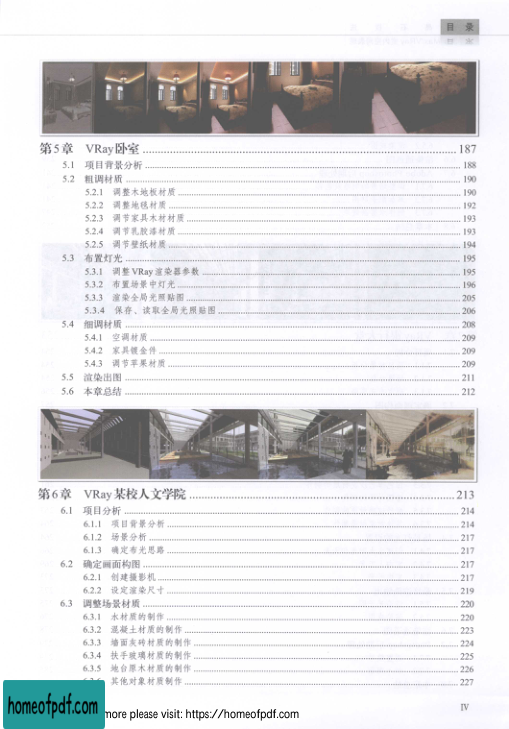 目 录
第5章 VRay卧室 187
5.1 项目背景分析 188
5.2 粗调材质 190
5.2.1 调整木地板材质 190
5.2.2 调整地毯材质 192
5.2.3 调节家具木材材质 193
5.2.4 调节乳胶漆材质 193
5.2.5 调节壁纸材质 194
5.3 布置灯光 195
5.3.1 调整VRay渲染器参数 195
5.3.2 布置场景中灯光 196
5.3.3 渲染全局光照贴图 205
5.3.4 保存、读取全局光照贴图 206
5.4 细调材质 208
5.4.1 空调材质 209
5.4.2 家具镀金件 209
5.4.3 调节苹果材质 209
5.5 渲染出图 211
5.6 本章总结 212
第6章 VRay某校人文学院 213
6.1 项目分析 214
6.1.1 项目背景分析 214
6.1.2 场景分析 217
6.1.3 确定布光思路 217
6.2 确定画面构图 217
6.2.1 创建摄影机 217
6.2.2 设定渲染尺寸 219
6.3 调整场景材质 220
6.3.1 水材质的制作 220
6.3.2 混凝土材质的制作 223
6.3.3 墙面灰砖材质的制作 224
6.3.4 扶手玻璃材质的制作 225
6.3.5 地台原木材质的制作 226
其他对象材质制作 227
IV
homeofpdf.com
more please visit: https://homeofpdf.com